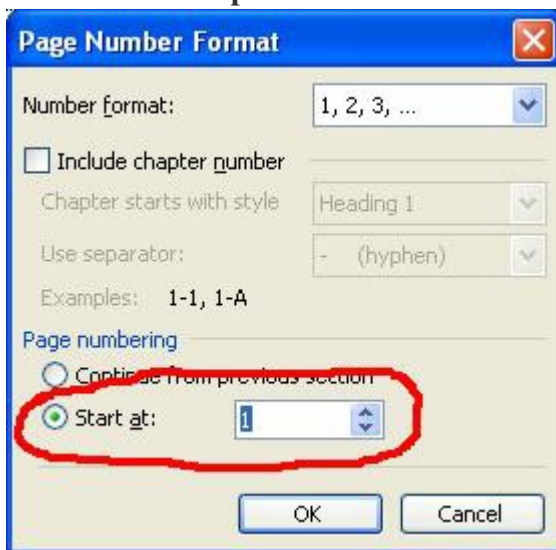 Page Number Format
Number format: 1, 2, 3, ...
Include chapter number
Chapter starts with style Heading 1
Use separator: - (hyphen)
Examples: 1-1, 1-A
Page numbering
Continue from previous section
Start at: 1
OK Cancel